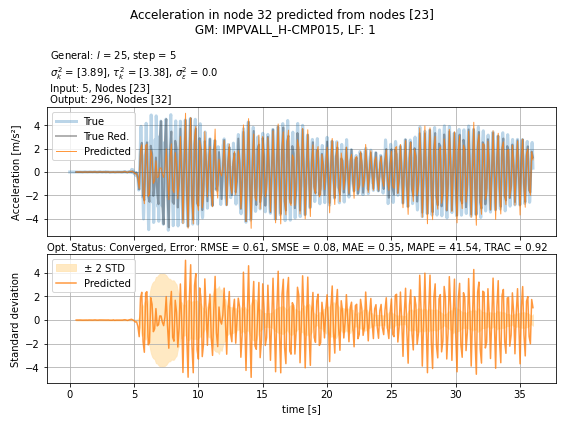 Acceleration in node 32 predicted from nodes [23]
GM: IMPVALL_H-CMP015, LF: 1
General: l = 25, step = 5
σ²ₖ = [3.89], τ²ₖ = [3.38], σ²ε = 0.0
Input: 5, Nodes [23]
Output: 296, Nodes [32]
Acceleration [m/s²]
4
2
0
−2
−4
True
True Red.
Predicted
Opt. Status: Converged, Error: RMSE = 0.61, SMSE = 0.08, MAE = 0.35, MAPE = 41.54, TRAC = 0.92
Standard deviation
4
2
0
−2
−4
± 2 STD
Predicted
0 5 10 15 20 25 30 35
time [s]